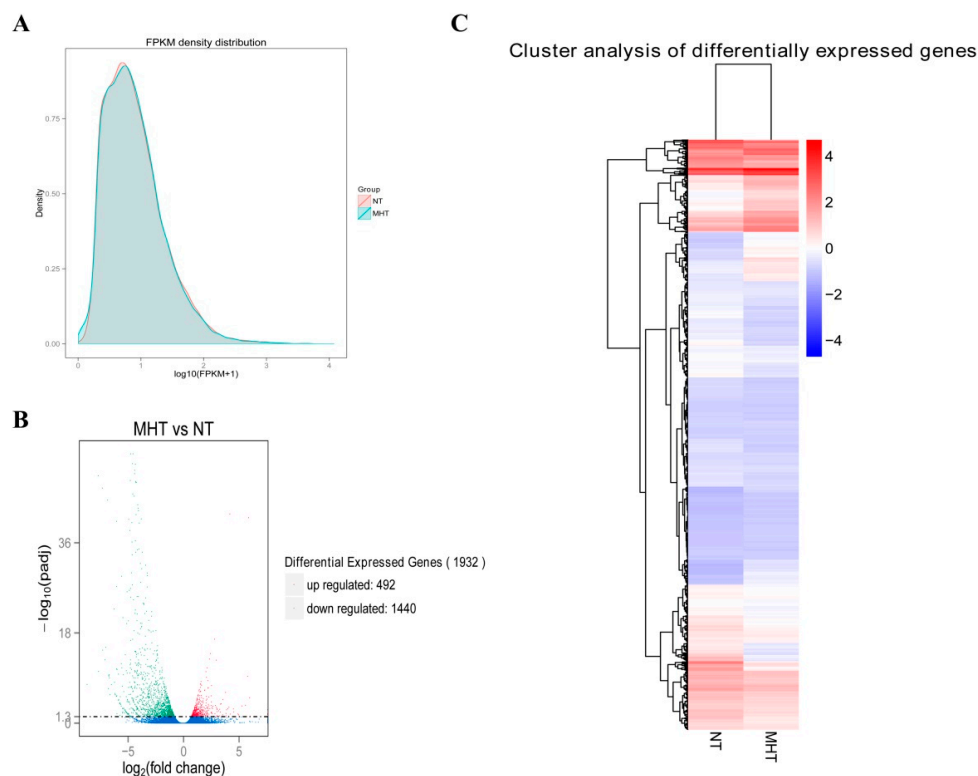 A
FPKM density distribution
Density
0.75
0.50
0.25
0.00
0
1
2
3
4
log10(FPKM+1)
Group
NT
MHT
B
MHT vs NT
−log10(padj)
36
18
1.3
0
−5
0
5
log2(fold change)
Differential Expressed Genes ( 1932 )
up regulated: 492
down regulated: 1440
C
Cluster analysis of differentially expressed genes
4
2
0
−2
−4
NT
MHT